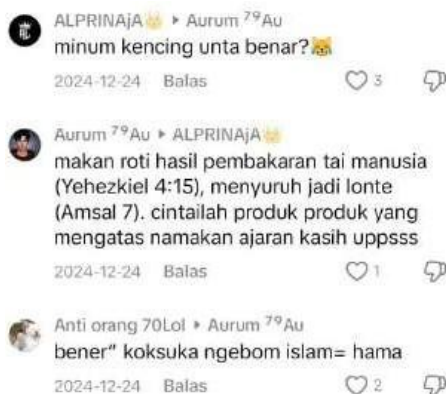 ALPRINAjA👑 ▸ Aurum ⁷⁹Au
minum kencing unta benar?😹
2024-12-24 Balas 3
Aurum ⁷⁹Au ▸ ALPRINAjA👑
makan roti hasil pembakaran tai manusia
(Yehezkiel 4:15), menyuruh jadi lonte
(Amsal 7). cintailah produk produk yang
mengatas namakan ajaran kasih uppsss
2024-12-24 Balas 1
Anti orang 70Lol ▸ Aurum ⁷⁹Au
bener” koksuka ngebom islam= hama
2024-12-24 Balas 2